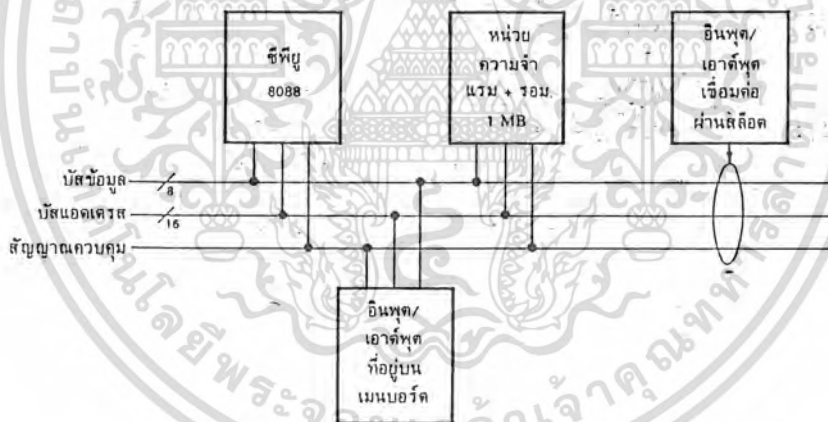 ซีพียู
8088
หน่วย
ความจำ
แรม + รอม
1 MB
อินพุต/
เอาต์พุต
เชื่อมต่อ
ผ่านสล็อต
บัสข้อมูล
8
บัสแอดเดรส
16
สัญญาณควบคุม
อินพุต/
เอาต์พุต
ที่อยู่บน
เมนบอร์ด